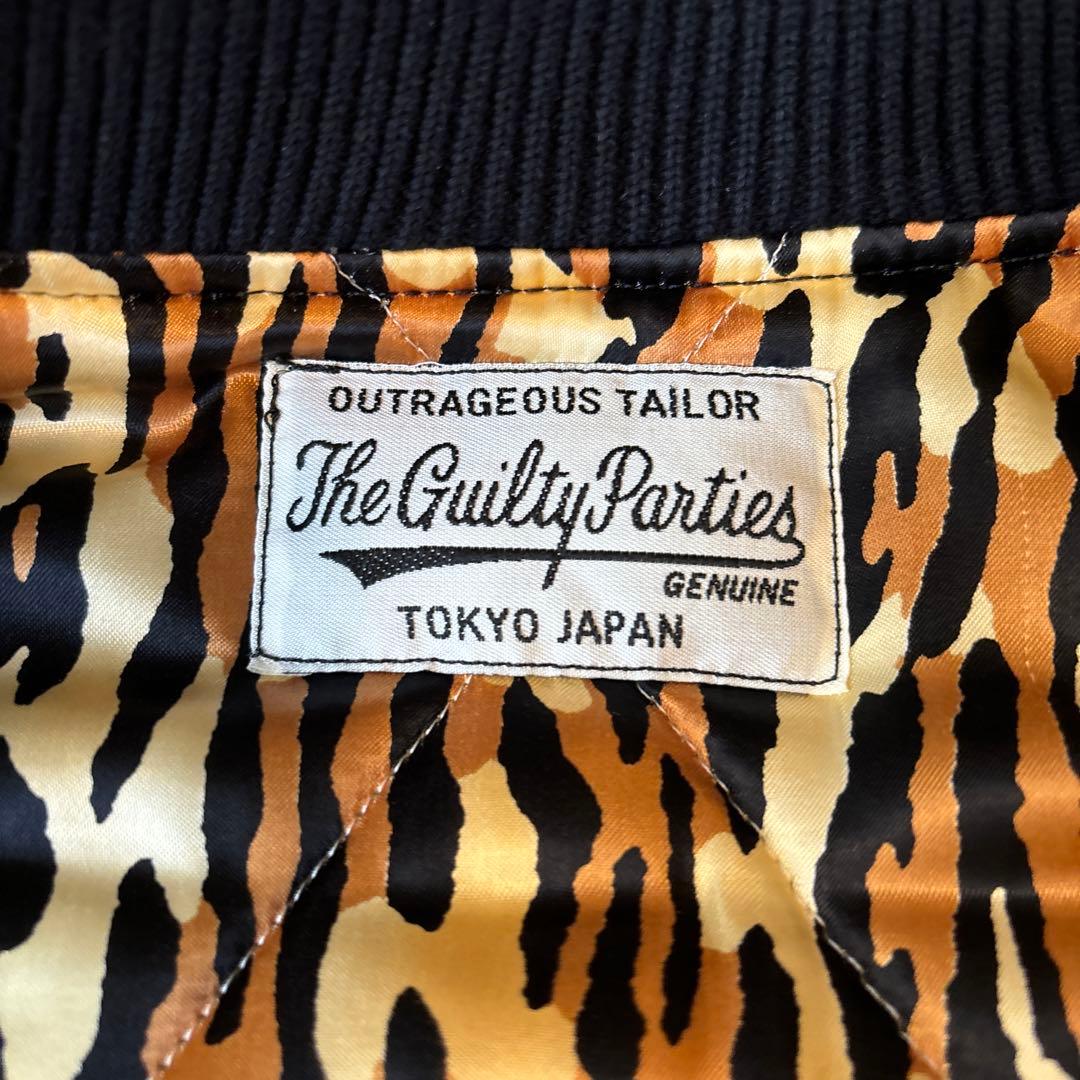 OUTRAGEOUS TAILOR
The Guilty Parties
GENUINE
TOKYO JAPAN